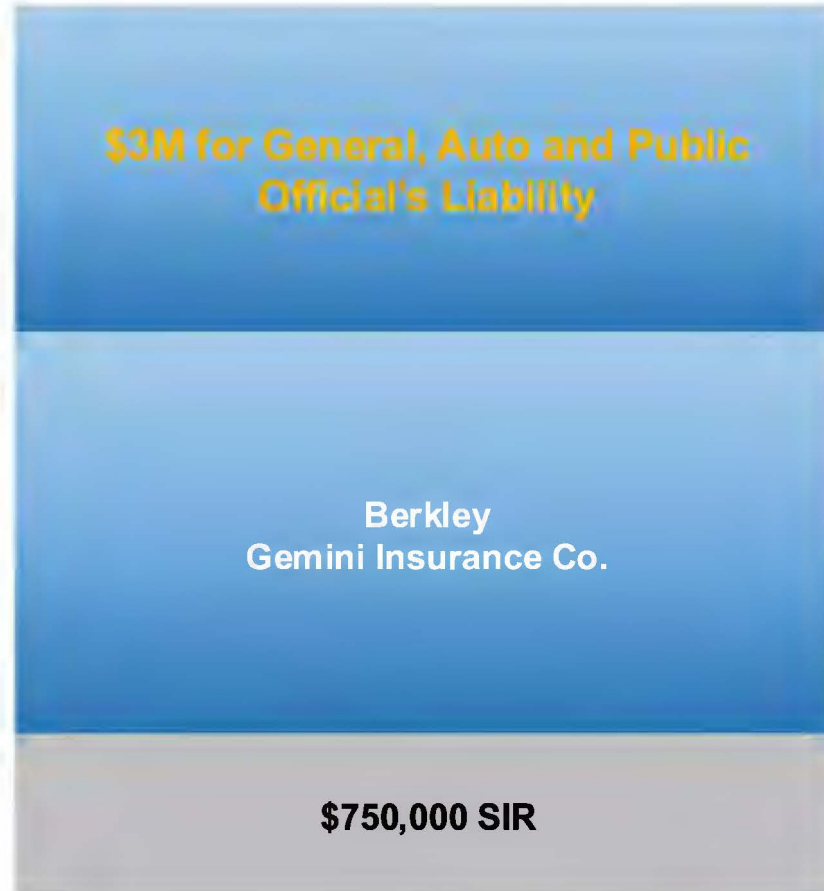 $3M for General, Auto and Public
Official's Liability
Berkley
Gemini Insurance Co.
$750,000 SIR